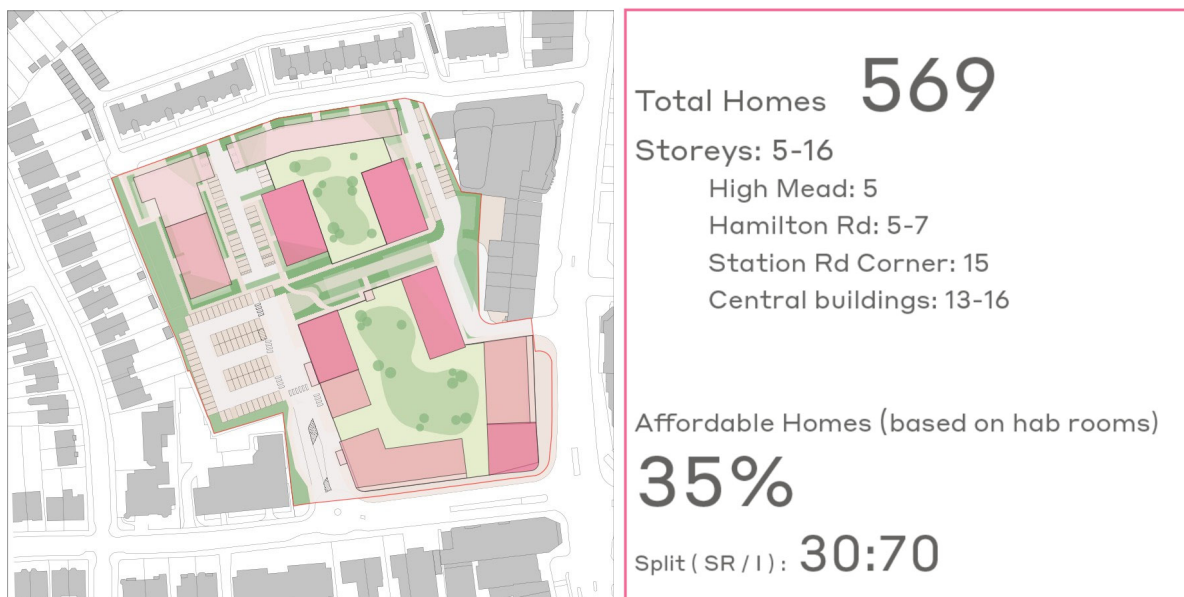 Total Homes 569
Storeys: 5-16
High Mead: 5
Hamilton Rd: 5-7
Station Rd Corner: 15
Central buildings: 13-16
Affordable Homes (based on hab rooms)
35%
Split ( SR / I ) : 30:70